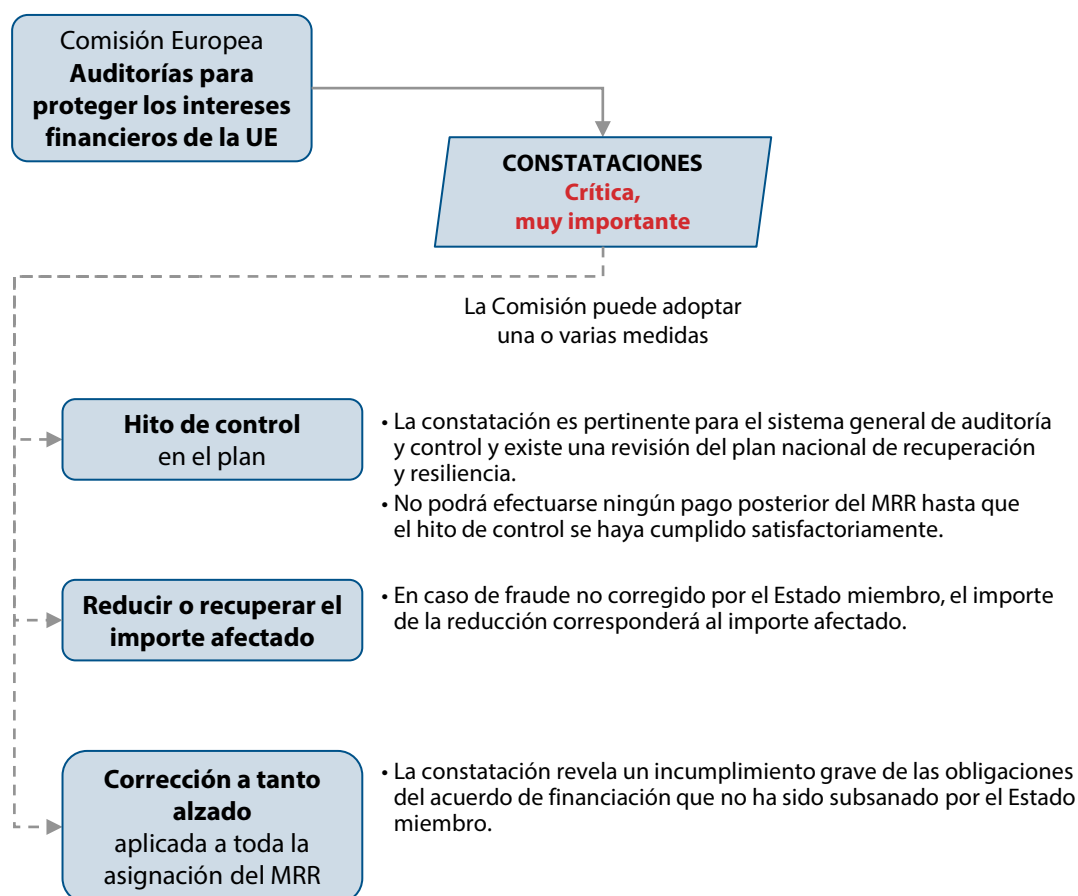 Comisión Europea
Auditorías para
proteger los intereses
financieros de la UE
CONSTATACIONES
Crítica,
muy importante
La Comisión puede adoptar
una o varias medidas
Hito de control
en el plan
• La constatación es pertinente para el sistema general de auditoría
y control y existe una revisión del plan nacional de recuperación
y resiliencia.
• No podrá efectuarse ningún pago posterior del MRR hasta que
el hito de control se haya cumplido satisfactoriamente.
Reducir o recuperar el
importe afectado
• En caso de fraude no corregido por el Estado miembro, el importe
de la reducción corresponderá al importe afectado.
Corrección a tanto
alzado
aplicada a toda la
asignación del MRR
• La constatación revela un incumplimiento grave de las obligaciones
del acuerdo de financiación que no ha sido subsanado por el Estado
miembro.